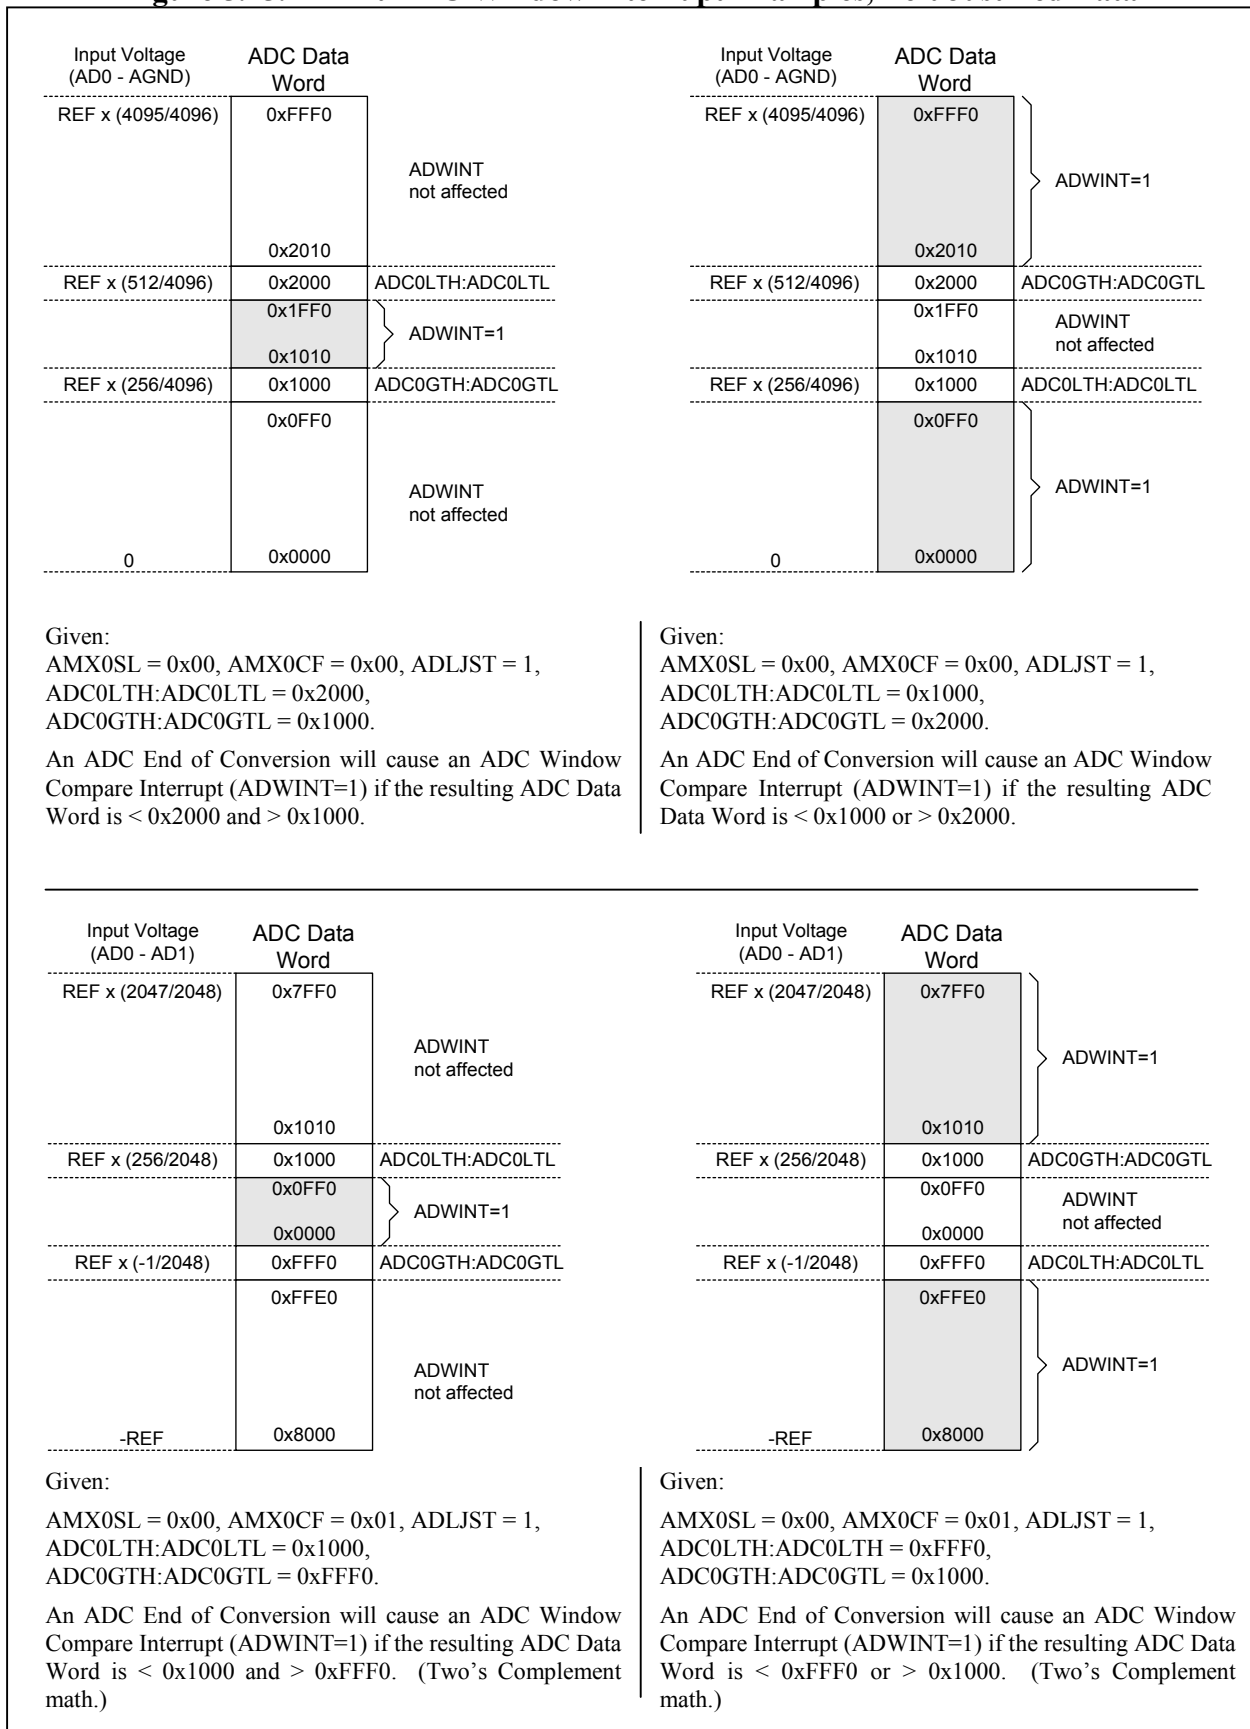 Input Voltage
(AD0 - AGND)
ADC Data
Word
REF x (4095/4096)
0xFFF0
ADWINT
not affected
0x2010
REF x (512/4096)
0x2000
ADC0LTH:ADC0LTL
0x1FF0
ADWINT=1
0x1010
REF x (256/4096)
0x1000
ADC0GTH:ADC0GTL
0x0FF0
ADWINT
not affected
0
0x0000
Input Voltage
(AD0 - AGND)
ADC Data
Word
REF x (4095/4096)
0xFFF0
ADWINT=1
0x2010
REF x (512/4096)
0x2000
ADC0GTH:ADC0GTL
0x1FF0
ADWINT
not affected
0x1010
REF x (256/4096)
0x1000
ADC0LTH:ADC0LTL
0x0FF0
ADWINT=1
0
0x0000
Given:
AMX0SL = 0x00, AMX0CF = 0x00, ADLJST = 1,
ADC0LTH:ADC0LTL = 0x2000,
ADC0GTH:ADC0GTL = 0x1000.
An ADC End of Conversion will cause an ADC Window
Compare Interrupt (ADWINT=1) if the resulting ADC Data
Word is < 0x2000 and > 0x1000.
Given:
AMX0SL = 0x00, AMX0CF = 0x00, ADLJST = 1,
ADC0LTH:ADC0LTL = 0x1000,
ADC0GTH:ADC0GTL = 0x2000.
An ADC End of Conversion will cause an ADC Window
Compare Interrupt (ADWINT=1) if the resulting ADC
Data Word is < 0x1000 or > 0x2000.
Input Voltage
(AD0 - AD1)
ADC Data
Word
REF x (2047/2048)
0x7FF0
ADWINT
not affected
0x1010
REF x (256/2048)
0x1000
ADC0LTH:ADC0LTL
0x0FF0
ADWINT=1
0x0000
REF x (-1/2048)
0xFFF0
ADC0GTH:ADC0GTL
0xFFE0
ADWINT
not affected
-REF
0x8000
Input Voltage
(AD0 - AD1)
ADC Data
Word
REF x (2047/2048)
0x7FF0
ADWINT=1
0x1010
REF x (256/2048)
0x1000
ADC0GTH:ADC0GTL
0x0FF0
ADWINT
not affected
0x0000
REF x (-1/2048)
0xFFF0
ADC0LTH:ADC0LTL
0xFFE0
ADWINT=1
-REF
0x8000
Given:
AMX0SL = 0x00, AMX0CF = 0x01, ADLJST = 1,
ADC0LTH:ADC0LTL = 0x1000,
ADC0GTH:ADC0GTL = 0xFFF0.
An ADC End of Conversion will cause an ADC Window
Compare Interrupt (ADWINT=1) if the resulting ADC Data
Word is < 0x1000 and > 0xFFF0. (Two's Complement
math.)
Given:
AMX0SL = 0x00, AMX0CF = 0x01, ADLJST = 1,
ADC0LTH:ADC0LTH = 0xFFF0,
ADC0GTH:ADC0GTL = 0x1000.
An ADC End of Conversion will cause an ADC Window
Compare Interrupt (ADWINT=1) if the resulting ADC Data
Word is < 0xFFF0 or > 0x1000. (Two's Complement
math.)